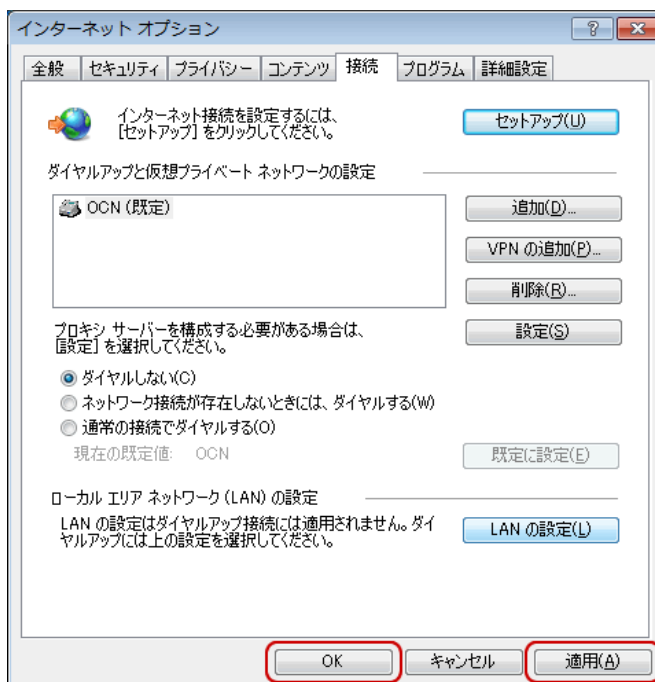 インターネット オプション
全般 セキュリティ プライバシー コンテンツ 接続 プログラム 詳細設定
インターネット接続を設定するには、
[セットアップ] をクリックしてください。
セットアップ(U)
ダイヤルアップと仮想プライベート ネットワークの設定
OCN (既定)
追加(D)...
VPN の追加(P)...
削除(R)...
プロキシ サーバーを構成する必要がある場合は、
[設定] を選択してください。
設定(S)
ダイヤルしない(C)
ネットワーク接続が存在しないときには、ダイヤルする(W)
通常の接続でダイヤルする(O)
現在の既定値: OCN
既定に設定(E)
ローカル エリア ネットワーク (LAN) の設定
LAN の設定はダイヤルアップ接続には適用されません。ダイ
ヤルアップには上の設定を選択してください。
LAN の設定(L)
OK キャンセル 適用(A)